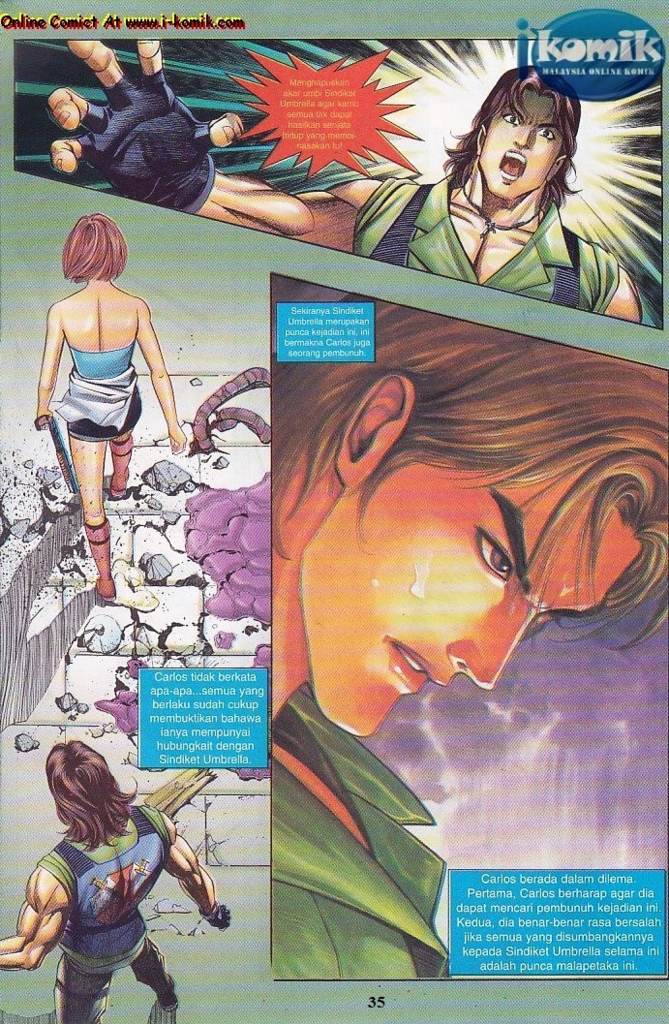 Online Comict At www.i-komik.com
ikomik
MALAYSIA ONLINE KOMIK
Menghapuskan
akar umbi Sindiket
Umbrella agar kamu
semua tak dapat
hasilkan senjata
hidup yang membi-
nasakan tu!
Sekiranya Sindiket
Umbrella merupakan
punca kejadian ini, ini
bermakna Carlos juga
seorang pembunuh.
Carlos tidak berkata
apa-apa...semua yang
berlaku sudah cukup
membuktikan bahawa
ianya mempunyai
hubungkait dengan
Sindiket Umbrella.
Carlos berada dalam dilema.
Pertama, Carlos berharap agar dia
dapat mencari pembunuh kejadian ini
Kedua, dia benar-benar rasa bersalah
jika semua yang disumbangkannya
kepada Sindiket Umbrella selama ini
adalah punca malapetaka ini.
35